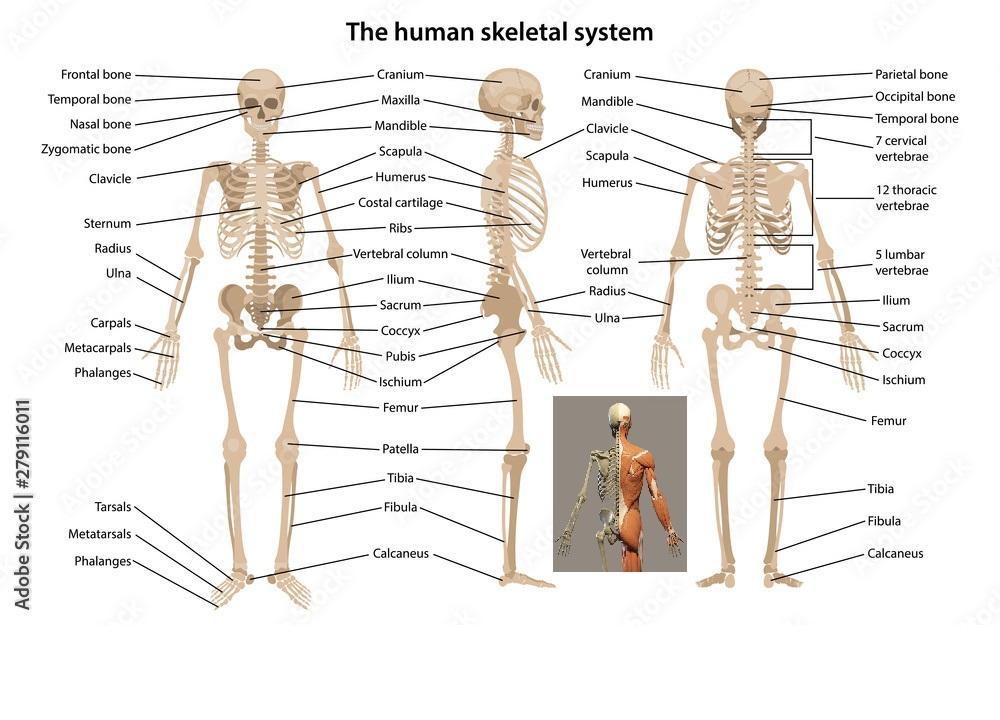 The human skeletal system
Frontal bone
Temporal bone
Nasal bone
Zygomatic bone
Clavicle
Sternum
Radius
Ulna
Carpals
Metacarpals
Phalanges
Tarsals
Metatarsals
Phalanges
Cranium
Maxilla
Mandible
Scapula
Humerus
Costal cartilage
Ribs
Vertebral column
Ilium
Sacrum
Coccyx
Pubis
Ischium
Femur
Patella
Tibia
Fibula
Calcaneus
Cranium
Mandible
Clavicle
Scapula
Humerus
Vertebral
column
Radius
Ulna
Parietal bone
Occipital bone
Temporal bone
7 cervical
vertebrae
12 thoracic
vertebrae
5 lumbar
vertebrae
Ilium
Sacrum
Coccyx
Ischium
Femur
Tibia
Fibula
Calcaneus
Adobe Stock | #279116011